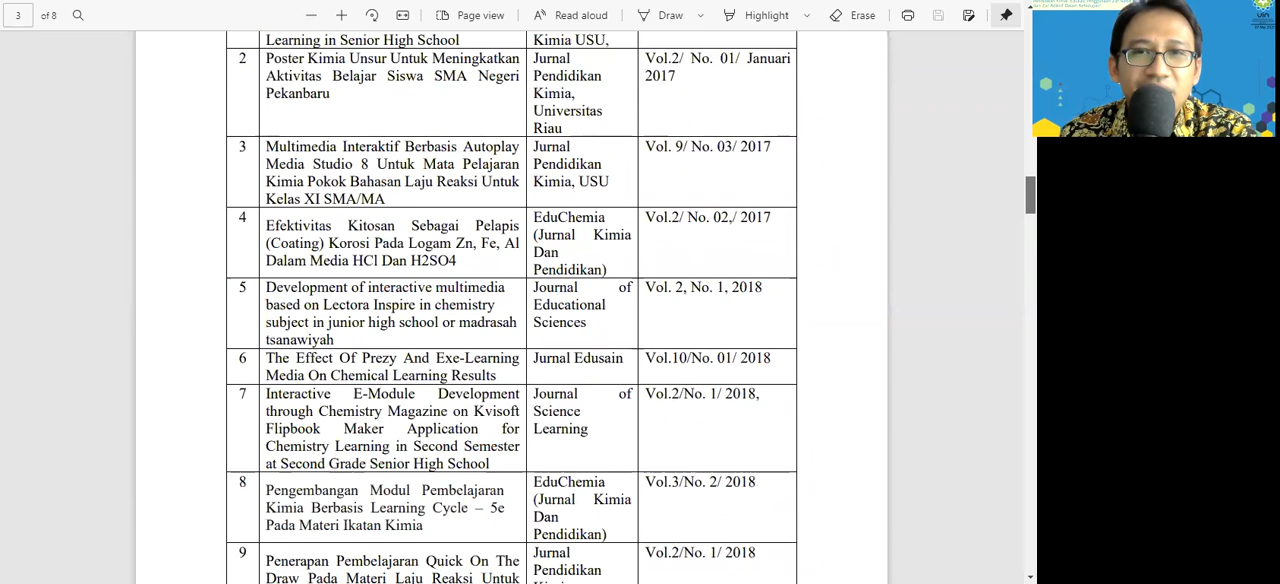 3 of 8 Page view Read aloud Draw Highlight Erase
Learning in Senior High School Kimia USU,
2 Poster Kimia Unsur Untuk Meningkatkan Jurnal Vol.2/ No. 01/ Januari
Aktivitas Belajar Siswa SMA Negeri Pendidikan 2017
Pekanbaru Kimia,
Universitas
Riau
3 Multimedia Interaktif Berbasis Autoplay Jurnal Vol. 9/ No. 03/ 2017
Media Studio 8 Untuk Mata Pelajaran Pendidikan
Kimia Pokok Bahasan Laju Reaksi Untuk Kimia, USU
Kelas XI SMA/MA
4 EduChemia Vol.2/ No. 02,/ 2017
Efektivitas Kitosan Sebagai Pelapis (Jurnal Kimia
(Coating) Korosi Pada Logam Zn, Fe, Al Dan
Dalam Media HCl Dan H2SO4 Pendidikan)
5 Development of interactive multimedia Journal of Vol. 2, No. 1, 2018
based on Lectora Inspire in chemistry Educational
subject in junior high school or madrasah Sciences
tsanawiyah
6 The Effect Of Prezy And Exe-Learning Jurnal Edusain Vol.10/No. 01/ 2018
Media On Chemical Learning Results
7 Interactive E-Module Development Journal of Vol.2/No. 1/ 2018,
through Chemistry Magazine on Kvisoft Science
Flipbook Maker Application for Learning
Chemistry Learning in Second Semester
at Second Grade Senior High School
8 EduChemia Vol.3/No. 2/ 2018
Pengembangan Modul Pembelajaran (Jurnal Kimia
Kimia Berbasis Learning Cycle – 5e Dan
Pada Materi Ikatan Kimia Pendidikan)
9 Jurnal Vol.2/No. 1/ 2018
Penerapan Pembelajaran Quick On The Pendidikan
Draw Pada Materi Laju Reaksi Untuk